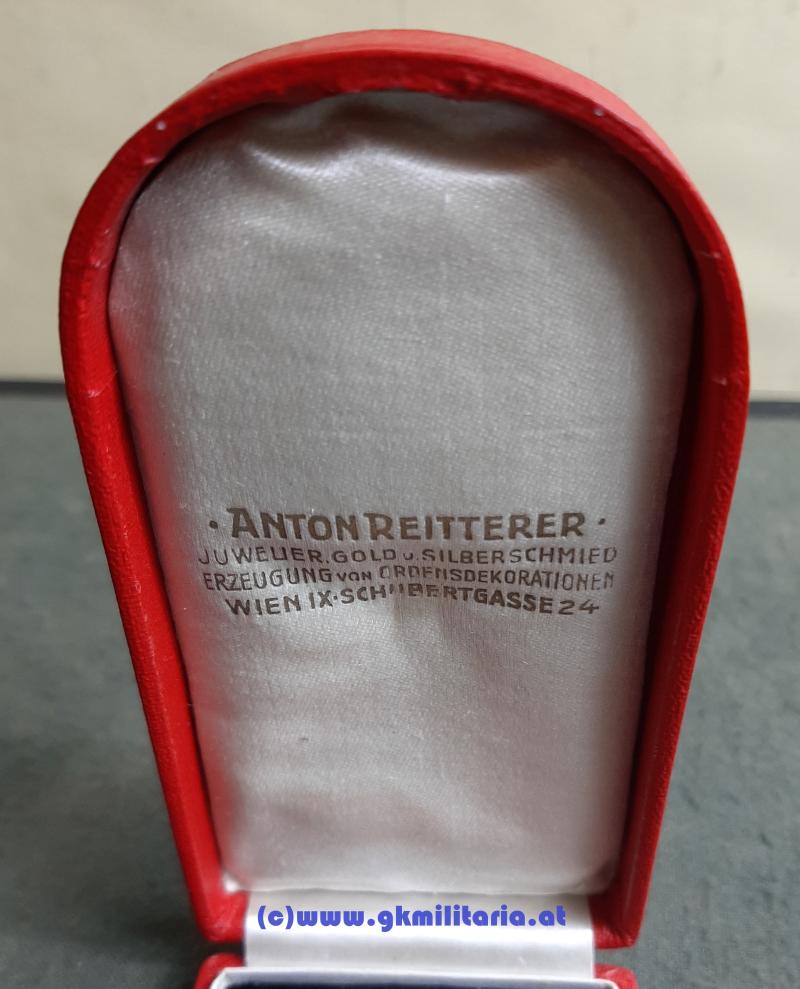 · ANTON REITTERER ·
JUWELIER, GOLD u. SILBERSCHMIED
ERZEUGUNG VON ORDENSDEKORATIONEN
WIEN IX · SCHUBERTGASSE 24
(c)www.gkmilitaria.at